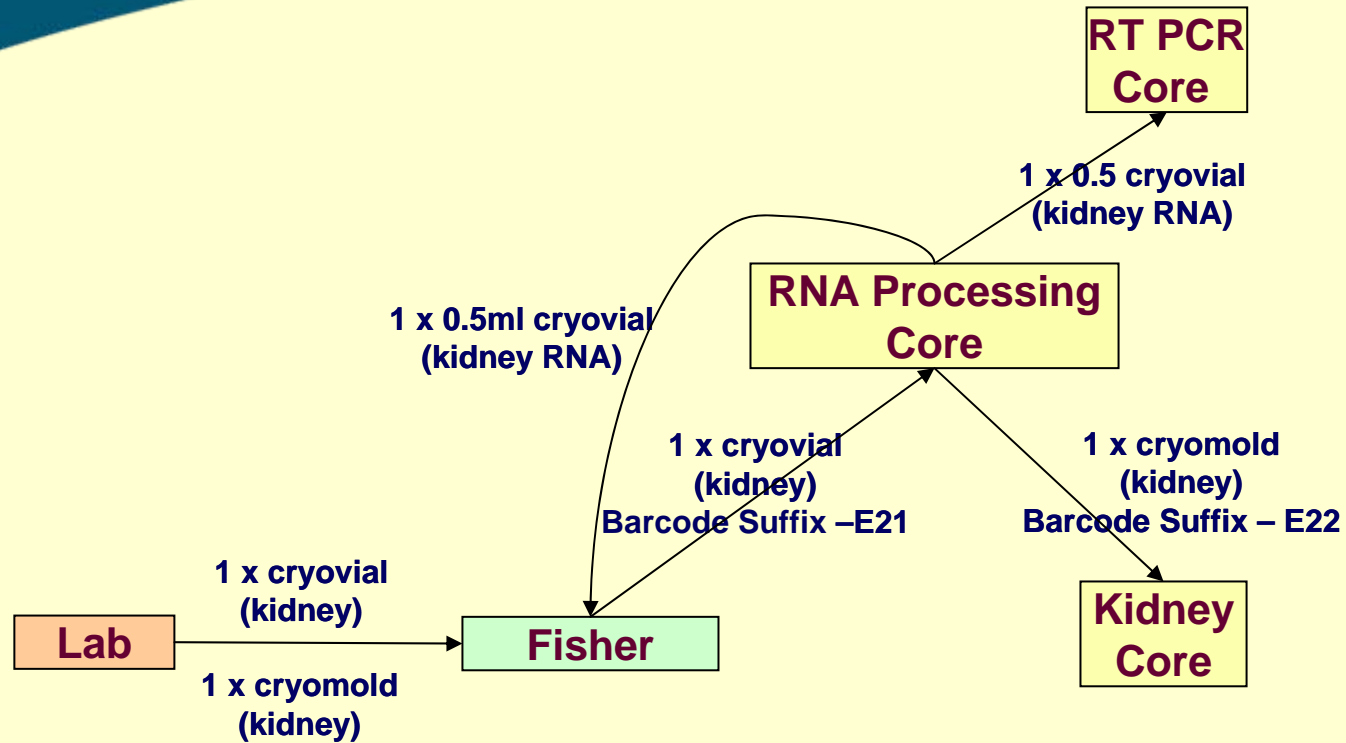 RT PCR
Core
1 x 0.5 cryovial
(kidney RNA)
RNA Processing
Core
1 x 0.5ml cryovial
(kidney RNA)
1 x cryovial
(kidney)
Barcode Suffix –E21
1 x cryomold
(kidney)
Barcode Suffix – E22
1 x cryovial
(kidney)
Lab
Fisher
Kidney
Core
1 x cryomold
(kidney)